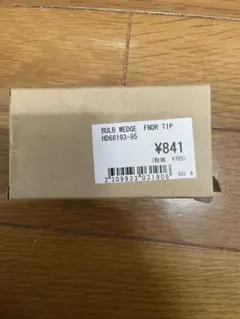 BULB WEDGE FNDR TIP
HD68193-95
¥841
(税抜 ¥765)
2309933031906